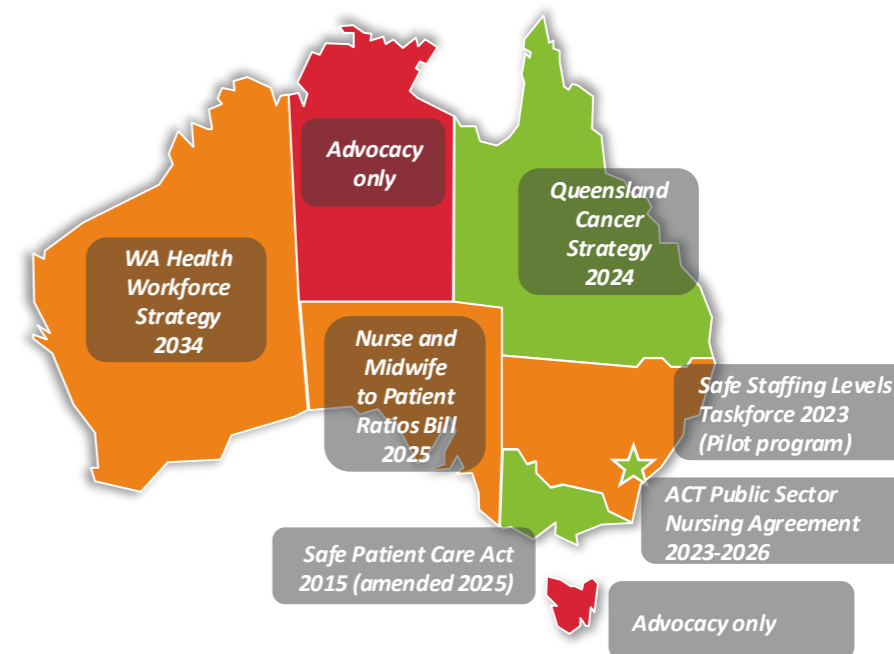 Advocacy
only
Queensland
Cancer
Strategy
2024
WA Health
Workforce
Strategy
2034
Nurse and
Midwife
to Patient
Ratios Bill
2025
Safe Staffing Levels
Taskforce 2023
(Pilot program)
ACT Public Sector
Nursing Agreement
2023-2026
Safe Patient Care Act
2015 (amended 2025)
Advocacy only